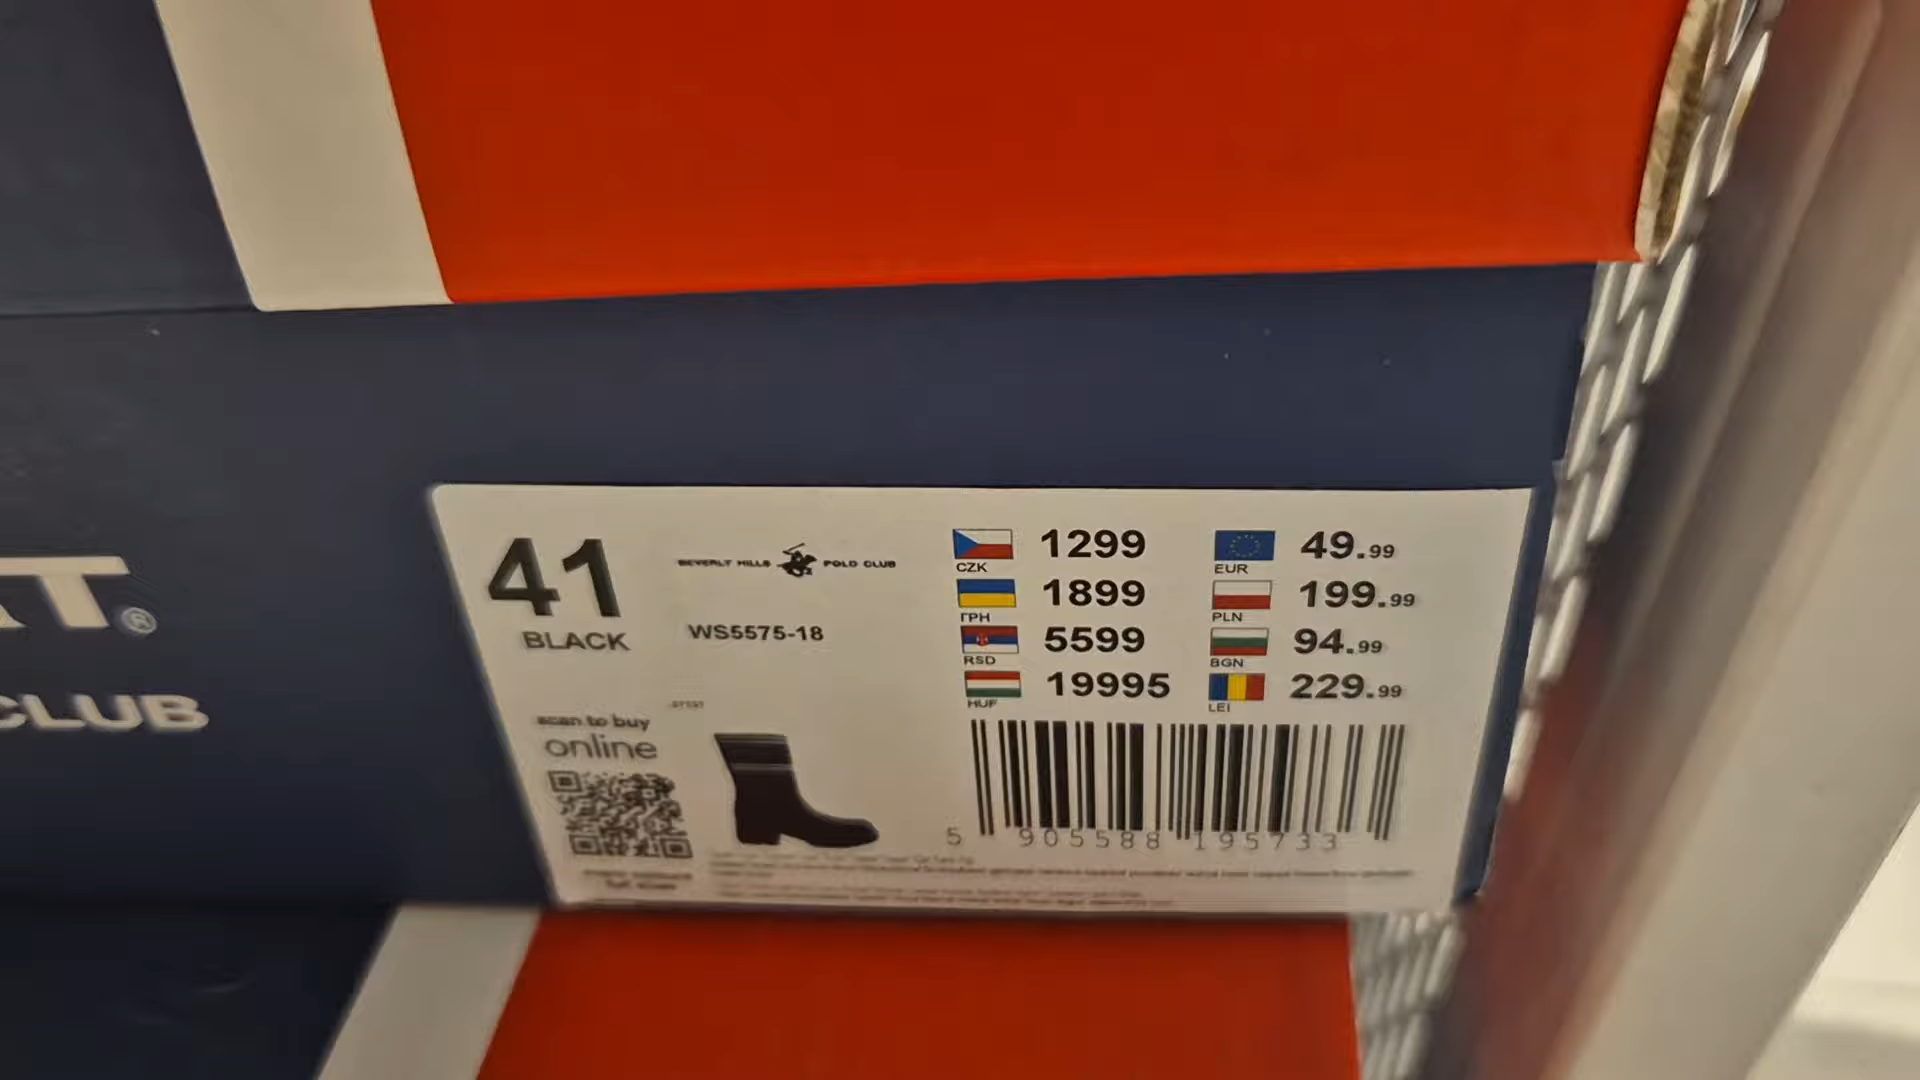 T®
CLUB
41
BLACK
BEVERLY HILLS POLO CLUB
WS5575-18
CZK 1299
ГРН 1899
RSD 5599
HUF 19995
EUR 49.99
PLN 199.99
BGN 94.99
LEI 229.99
scan to buy
online
5 905588 195733